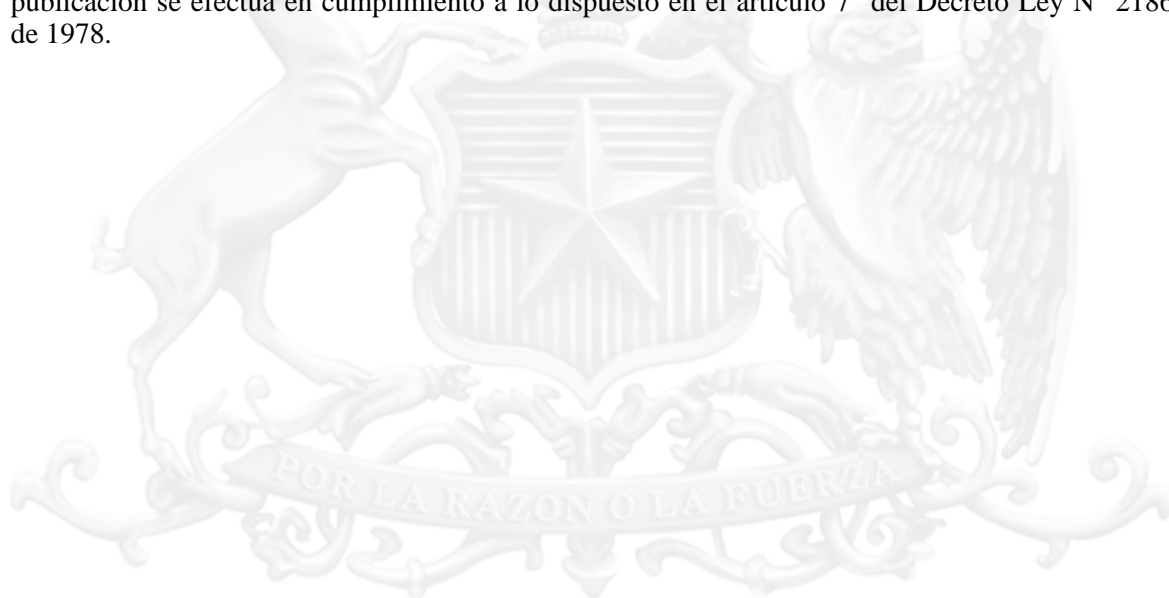 publicación se efectúa en cumplimiento a lo dispuesto en el artículo 7° del Decreto Ley N° 2186
de 1978.
POR LA RAZON O LA FUERZA